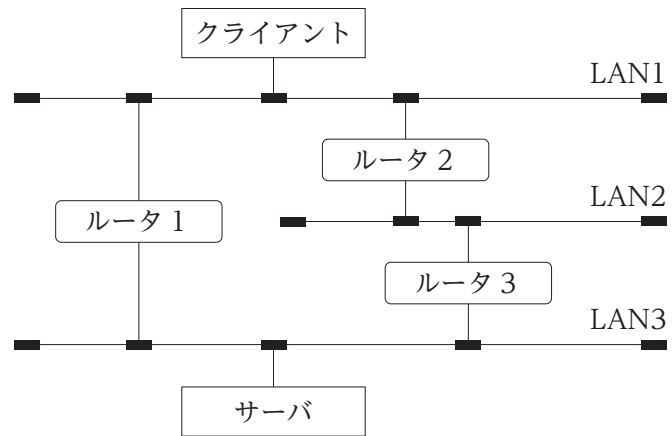 クライアント
LAN1
ルータ 2
LAN2
ルータ 1
ルータ 3
LAN3
サーバ